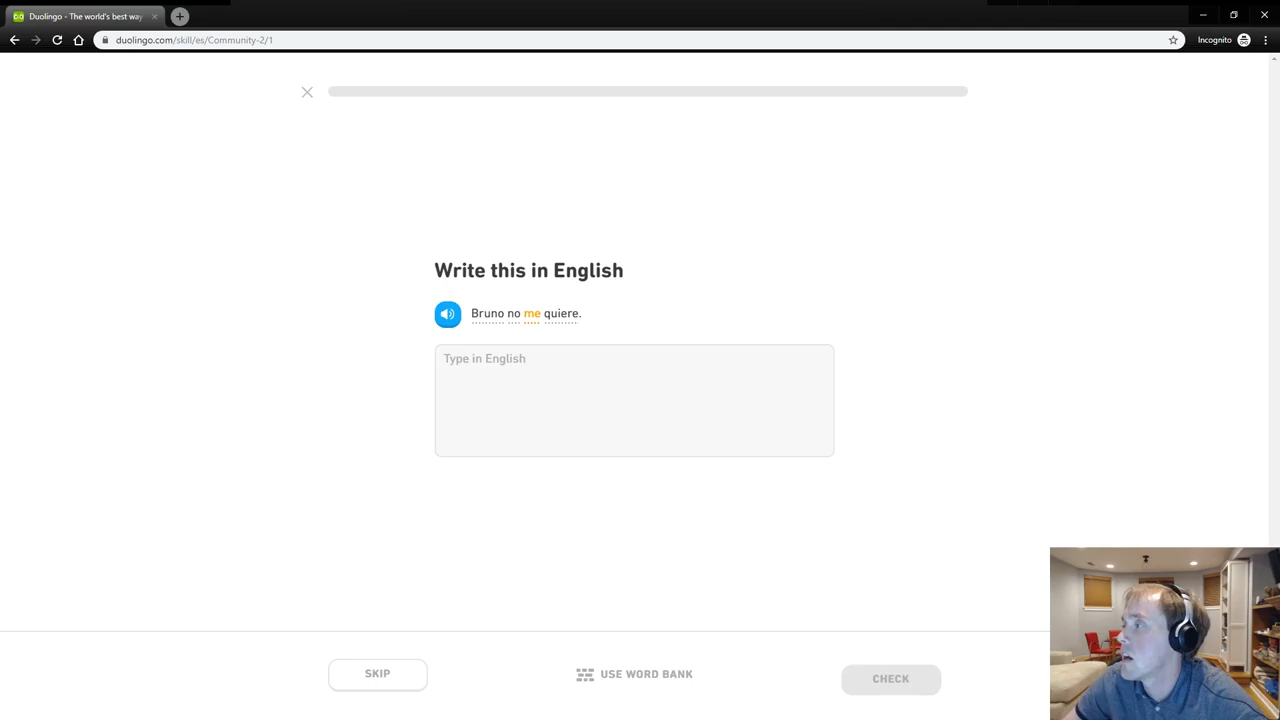 Duolingo - The world's best way
duolingo.com/skill/es/Community-2/1
Incognito
Write this in English
Bruno no me quiere.
Type in English
SKIP
USE WORD BANK
CHECK